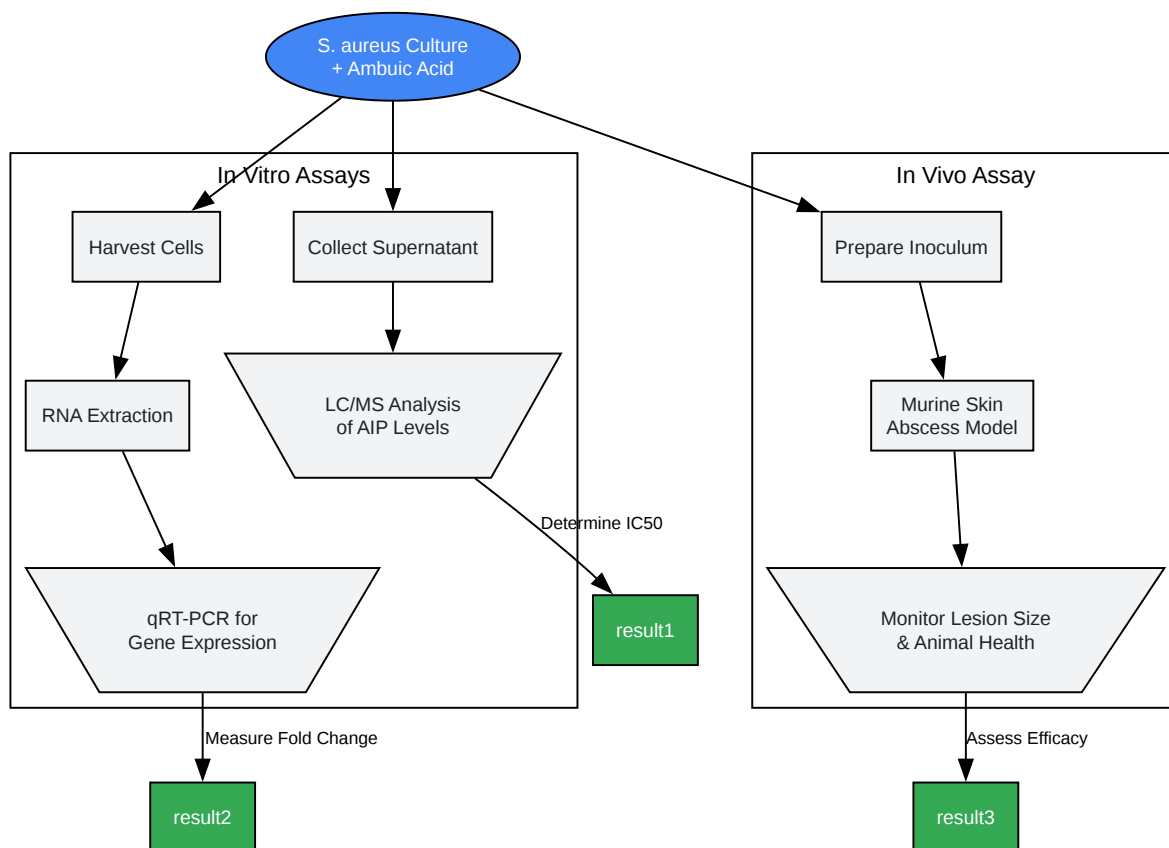 S. aureus Culture
+ Ambuic Acid
In Vitro Assays
In Vivo Assay
Harvest Cells
Collect Supernatant
Prepare Inoculum
RNA Extraction
LC/MS Analysis
of AIP Levels
Murine Skin
Abscess Model
Determine IC50
qRT-PCR for
Gene Expression
result1
Monitor Lesion Size
& Animal Health
Measure Fold Change
Assess Efficacy
result2
result3